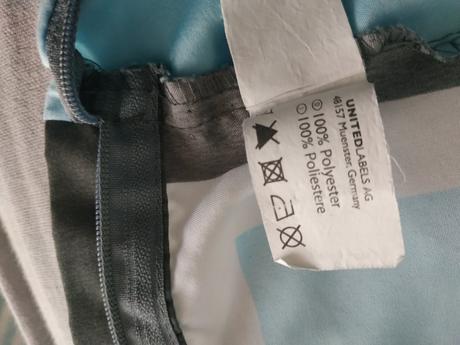 UNITEDLABELS AG
48157 Muenster, Germany
Ⓓ 100% Polyester
Ⓘ 100% Poliestere